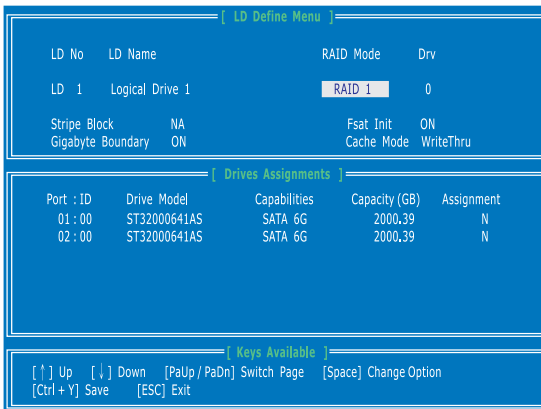 [ LD Define Menu ]
LD No LD Name RAID Mode Drv
LD 1 Logical Drive 1 RAID 1 0
Stripe Block NA Fsat Init ON
Gigabyte Boundary ON Cache Mode WriteThru
[ Drives Assignments ]
Port : ID Drive Model Capabilities Capacity (GB) Assignment
01 : 00 ST32000641AS SATA 6G 2000.39 N
02 : 00 ST32000641AS SATA 6G 2000.39 N
[ Keys Available ]
[↑] Up [↓] Down [PaUp / PaDn] Switch Page [Space] Change Option
[Ctrl + Y] Save [ESC] Exit